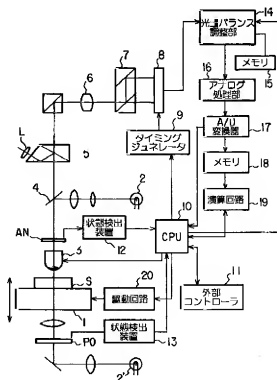 光量バランス
調整部
14
メモリ
15
16
アナログ
処理部
A/D
変換器
17
メモリ
18
演算回路
19
7
8
6
9
タイミング
ジェネレータ
L
5
4
2
AN
状態検出
装置
12
CPU
10
3
S
駆動回路
20
11
外部
コントローラ
1
状態検出
装置
13
PO
2'